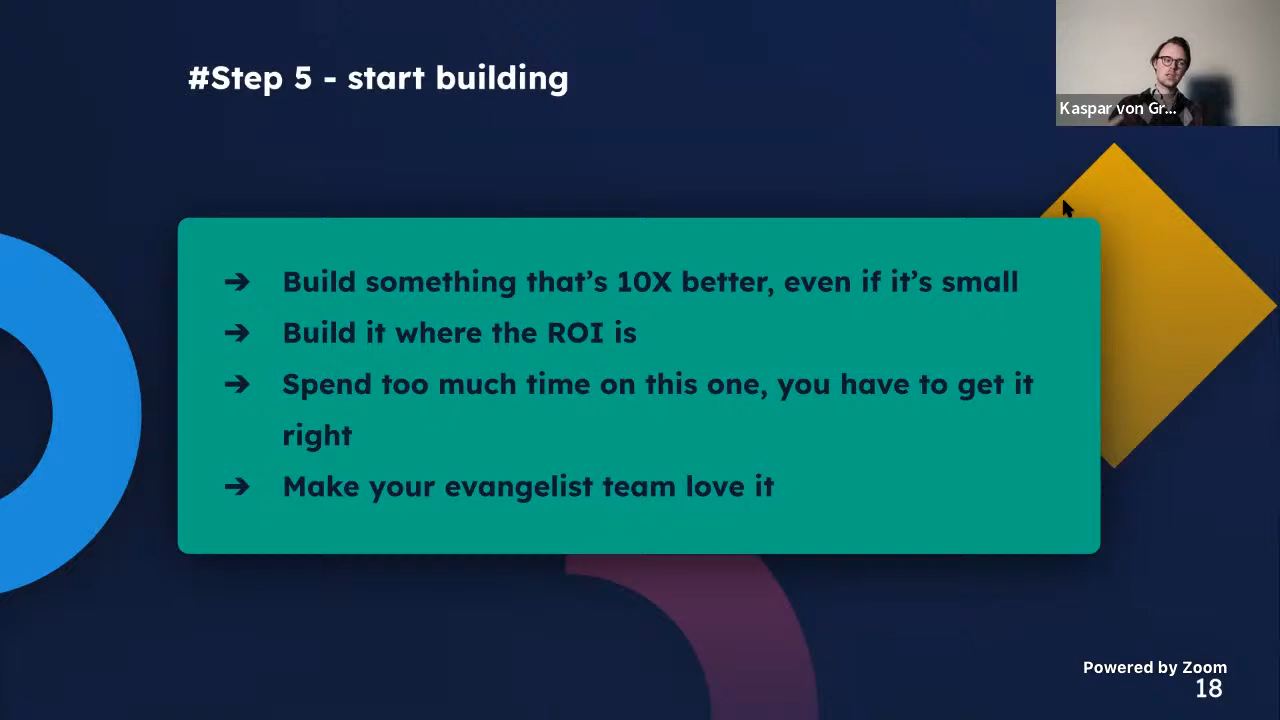 #Step 5 - start building
Kaspar von Gr...
➔ Build something that’s 10X better, even if it’s small
➔ Build it where the ROI is
➔ Spend too much time on this one, you have to get it
right
➔ Make your evangelist team love it
Powered by Zoom
18